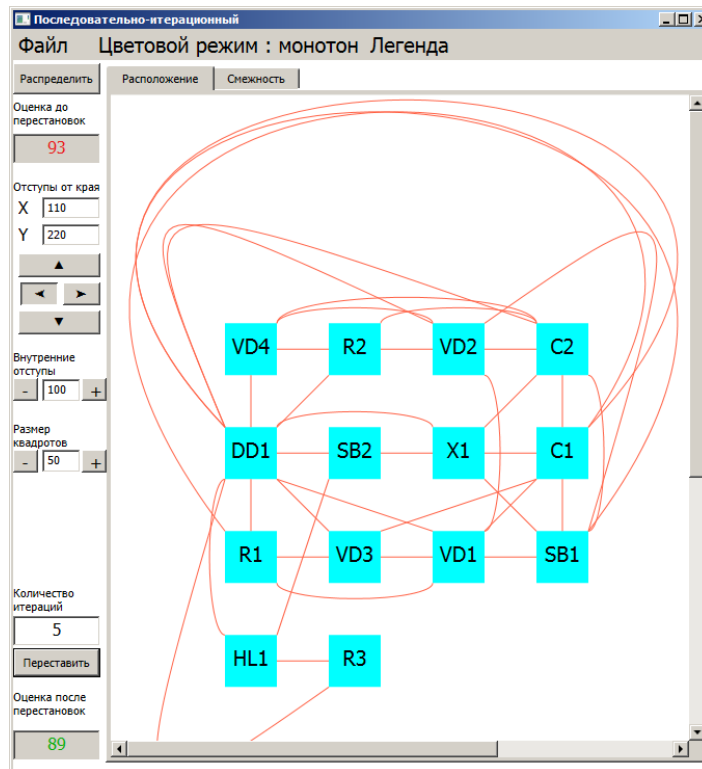 Последовательно-итерационный
Файл Цветовой режим : монотон Легенда
Распределить
Расположение Смежность
Оценка до
перестановок
93
Отступы от края
X 110
Y 220
Внутренние
отступы
- 100 +
Размер
квадротов
- 50 +
Количество
итераций
5
Переставить
Оценка после
перестановок
89
VD4 R2 VD2 C2
DD1 SB2 X1 C1
R1 VD3 VD1 SB1
HL1 R3